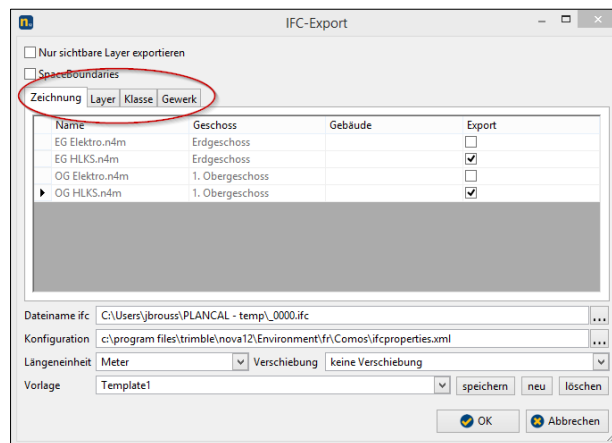 n.
IFC-Export
Nur sichtbare Layer exportieren
SpaceBoundaries
Zeichnung Layer Klasse Gewerk
Name Geschoss Gebäude Export
EG Elektro.n4m Erdgeschoss
EG HLKS.n4m Erdgeschoss
OG Elektro.n4m 1. Obergeschoss
OG HLKS.n4m 1. Obergeschoss
Dateiname ifc C:\Users\jbrouss\PLANCAL - temp\_0000.ifc ...
Konfiguration c:\program files\trimble\nova12\Environment\fr\Comos\ifcproperties.xml ...
Längeneinheit Meter Verschiebung keine Verschiebung
Vorlage Template1 speichern neu löschen
OK Abbrechen